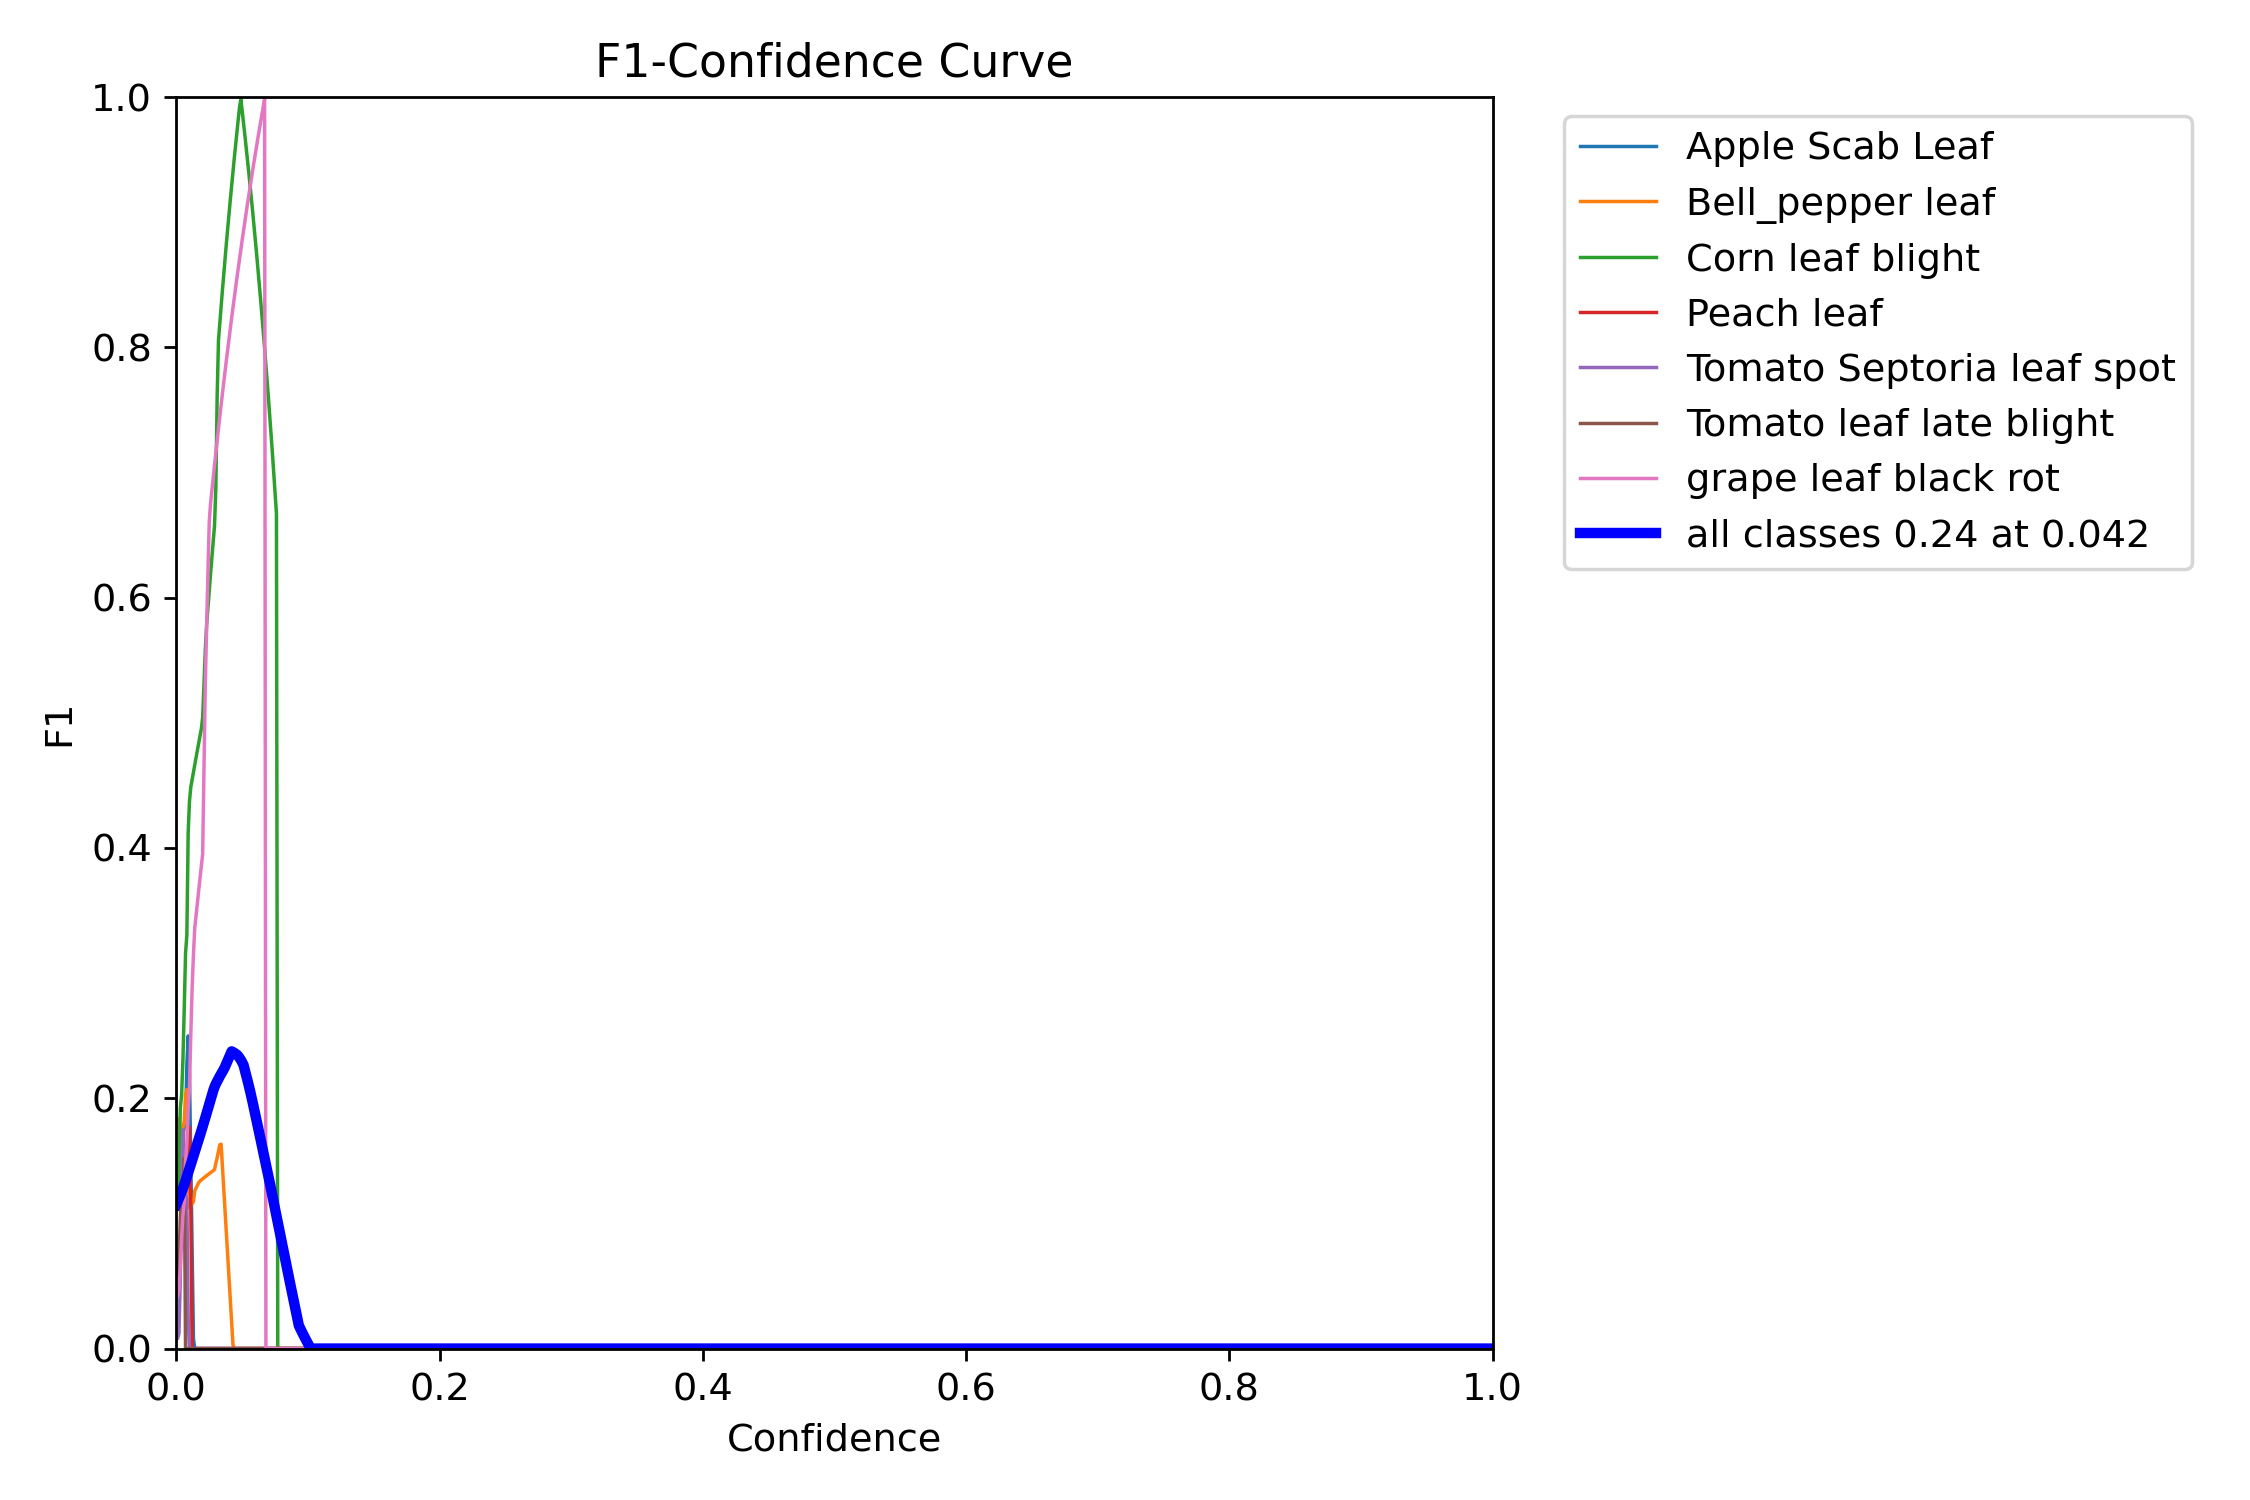 F1-Confidence Curve
1.0
0.8
0.6
0.4
0.2
0.0
F1
0.0 0.2 0.4 0.6 0.8 1.0
Confidence
Apple Scab Leaf
Bell_pepper leaf
Corn leaf blight
Peach leaf
Tomato Septoria leaf spot
Tomato leaf late blight
grape leaf black rot
all classes 0.24 at 0.042